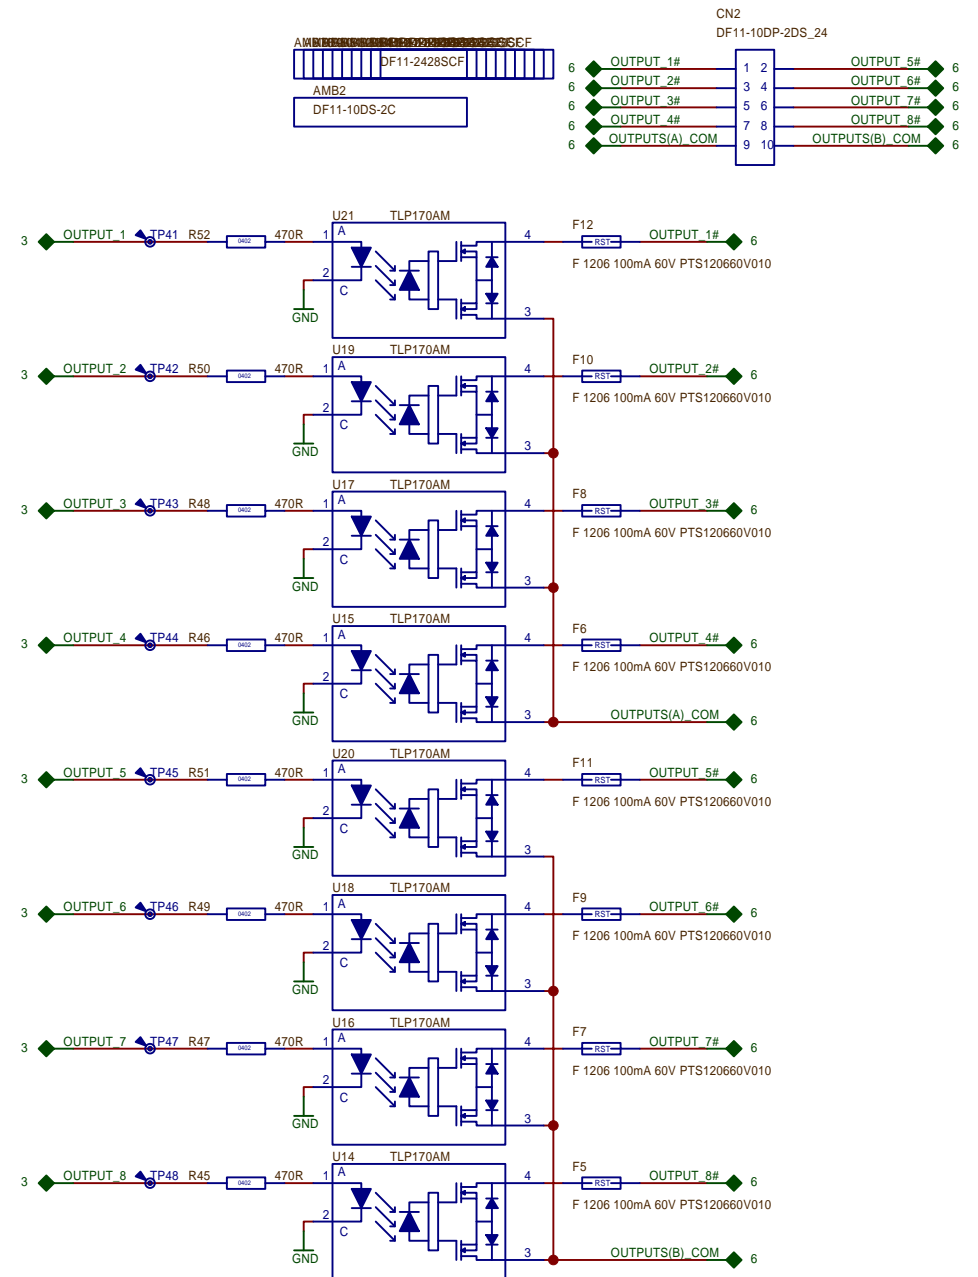 CN2
DF11-10DP-2DS_24
DF11-2428SCF
AMB2
DF11-10DS-2C
6 OUTPUT_1# 1 2 OUTPUT_5# 6
6 OUTPUT_2# 3 4 OUTPUT_6# 6
6 OUTPUT_3# 5 6 OUTPUT_7# 6
6 OUTPUT_4# 7 8 OUTPUT_8# 6
6 OUTPUTS(A)_COM 9 10 OUTPUTS(B)_COM 6
U21 TLP170AM
3 OUTPUT_1 TP41 R52 0402 470R 1 A 4 F12 RST OUTPUT_1# 6
F 1206 100mA 60V PTS120660V010
2 C
GND
3
U19 TLP170AM
3 OUTPUT_2 TP42 R50 0402 470R 1 A 4 F10 RST OUTPUT_2# 6
F 1206 100mA 60V PTS120660V010
2 C
GND
3
U17 TLP170AM
3 OUTPUT_3 TP43 R48 0402 470R 1 A 4 F8 RST OUTPUT_3# 6
F 1206 100mA 60V PTS120660V010
2 C
GND
3
U15 TLP170AM
3 OUTPUT_4 TP44 R46 0402 470R 1 A 4 F6 RST OUTPUT_4# 6
F 1206 100mA 60V PTS120660V010
2 C
GND
3 OUTPUTS(A)_COM 6
U20 TLP170AM
3 OUTPUT_5 TP45 R51 0402 470R 1 A 4 F11 RST OUTPUT_5# 6
F 1206 100mA 60V PTS120660V010
2 C
GND
3
U18 TLP170AM
3 OUTPUT_6 TP46 R49 0402 470R 1 A 4 F9 RST OUTPUT_6# 6
F 1206 100mA 60V PTS120660V010
2 C
GND
3
U16 TLP170AM
3 OUTPUT_7 TP47 R47 0402 470R 1 A 4 F7 RST OUTPUT_7# 6
F 1206 100mA 60V PTS120660V010
2 C
GND
3
U14 TLP170AM
3 OUTPUT_8 TP48 R45 0402 470R 1 A 4 F5 RST OUTPUT_8# 6
F 1206 100mA 60V PTS120660V010
2 C
GND
3 OUTPUTS(B)_COM 6